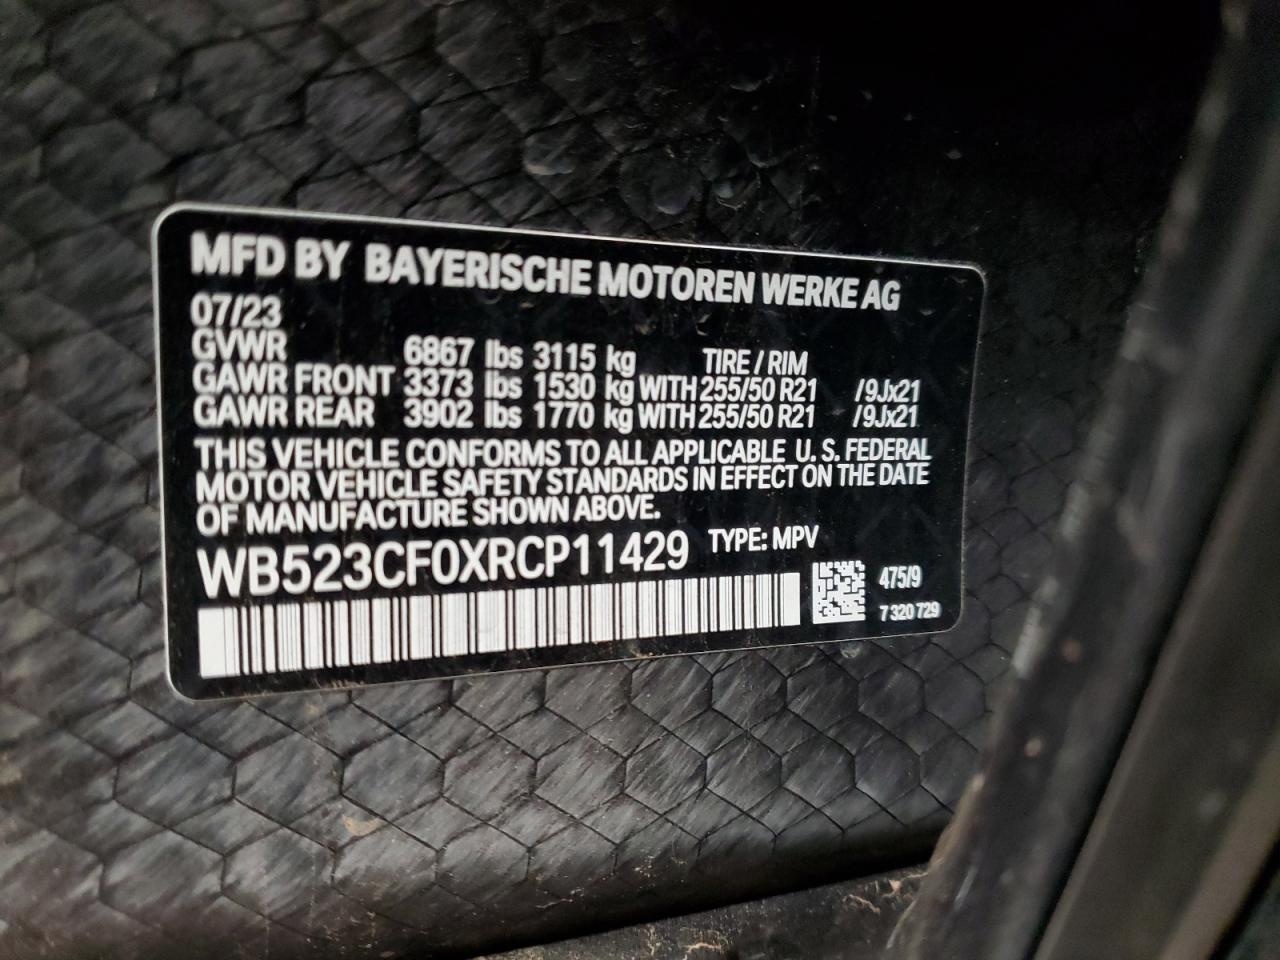 MFD BY BAYERISCHE MOTOREN WERKE AG
07/23
GVWR 6867 lbs 3115 kg TIRE / RIM
GAWR FRONT 3373 lbs 1530 kg WITH 255/50 R21 /9Jx21
GAWR REAR 3902 lbs 1770 kg WITH 255/50 R21 /9Jx21
THIS VEHICLE CONFORMS TO ALL APPLICABLE U.S. FEDERAL
MOTOR VEHICLE SAFETY STANDARDS IN EFFECT ON THE DATE
OF MANUFACTURE SHOWN ABOVE.
WB523CF0XRCP11429 TYPE: MPV
475/9
7 320 729